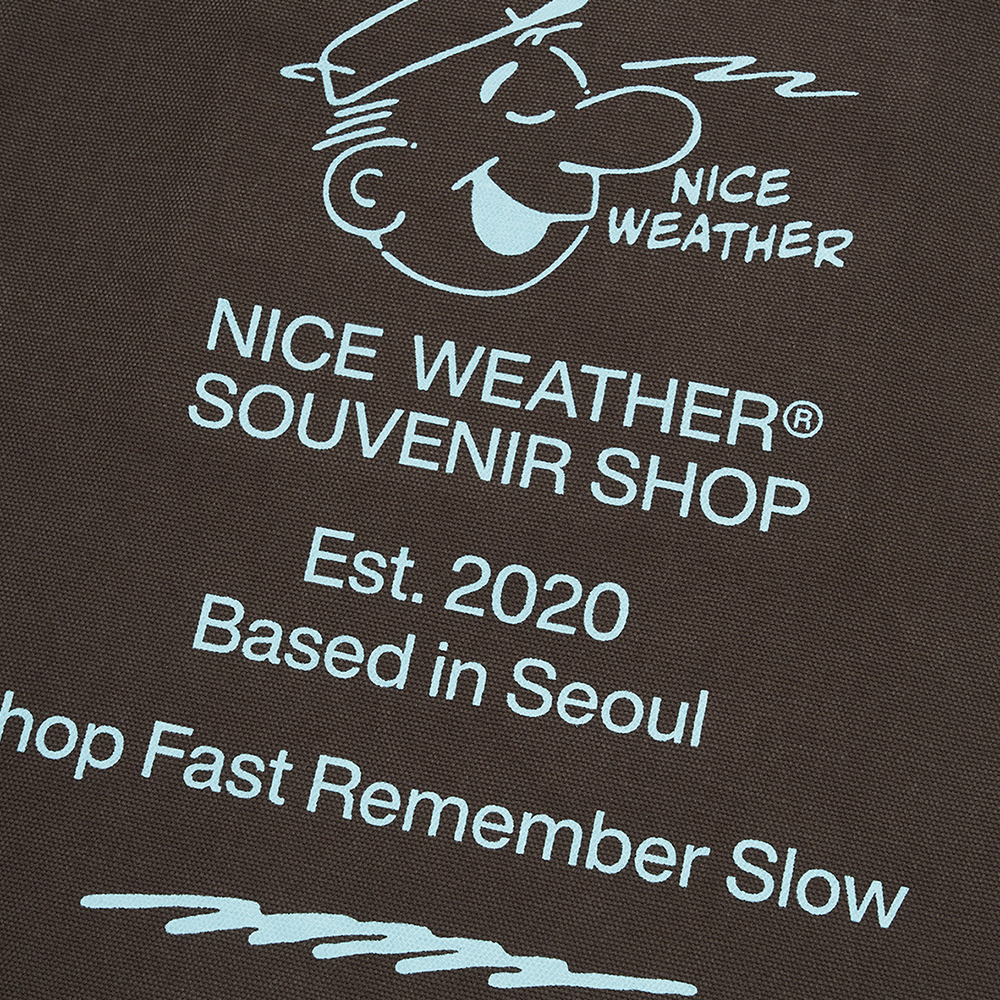 NICE
WEATHER
NICE WEATHER®
SOUVENIR SHOP
Est. 2020
Based in Seoul
hop Fast Remember Slow